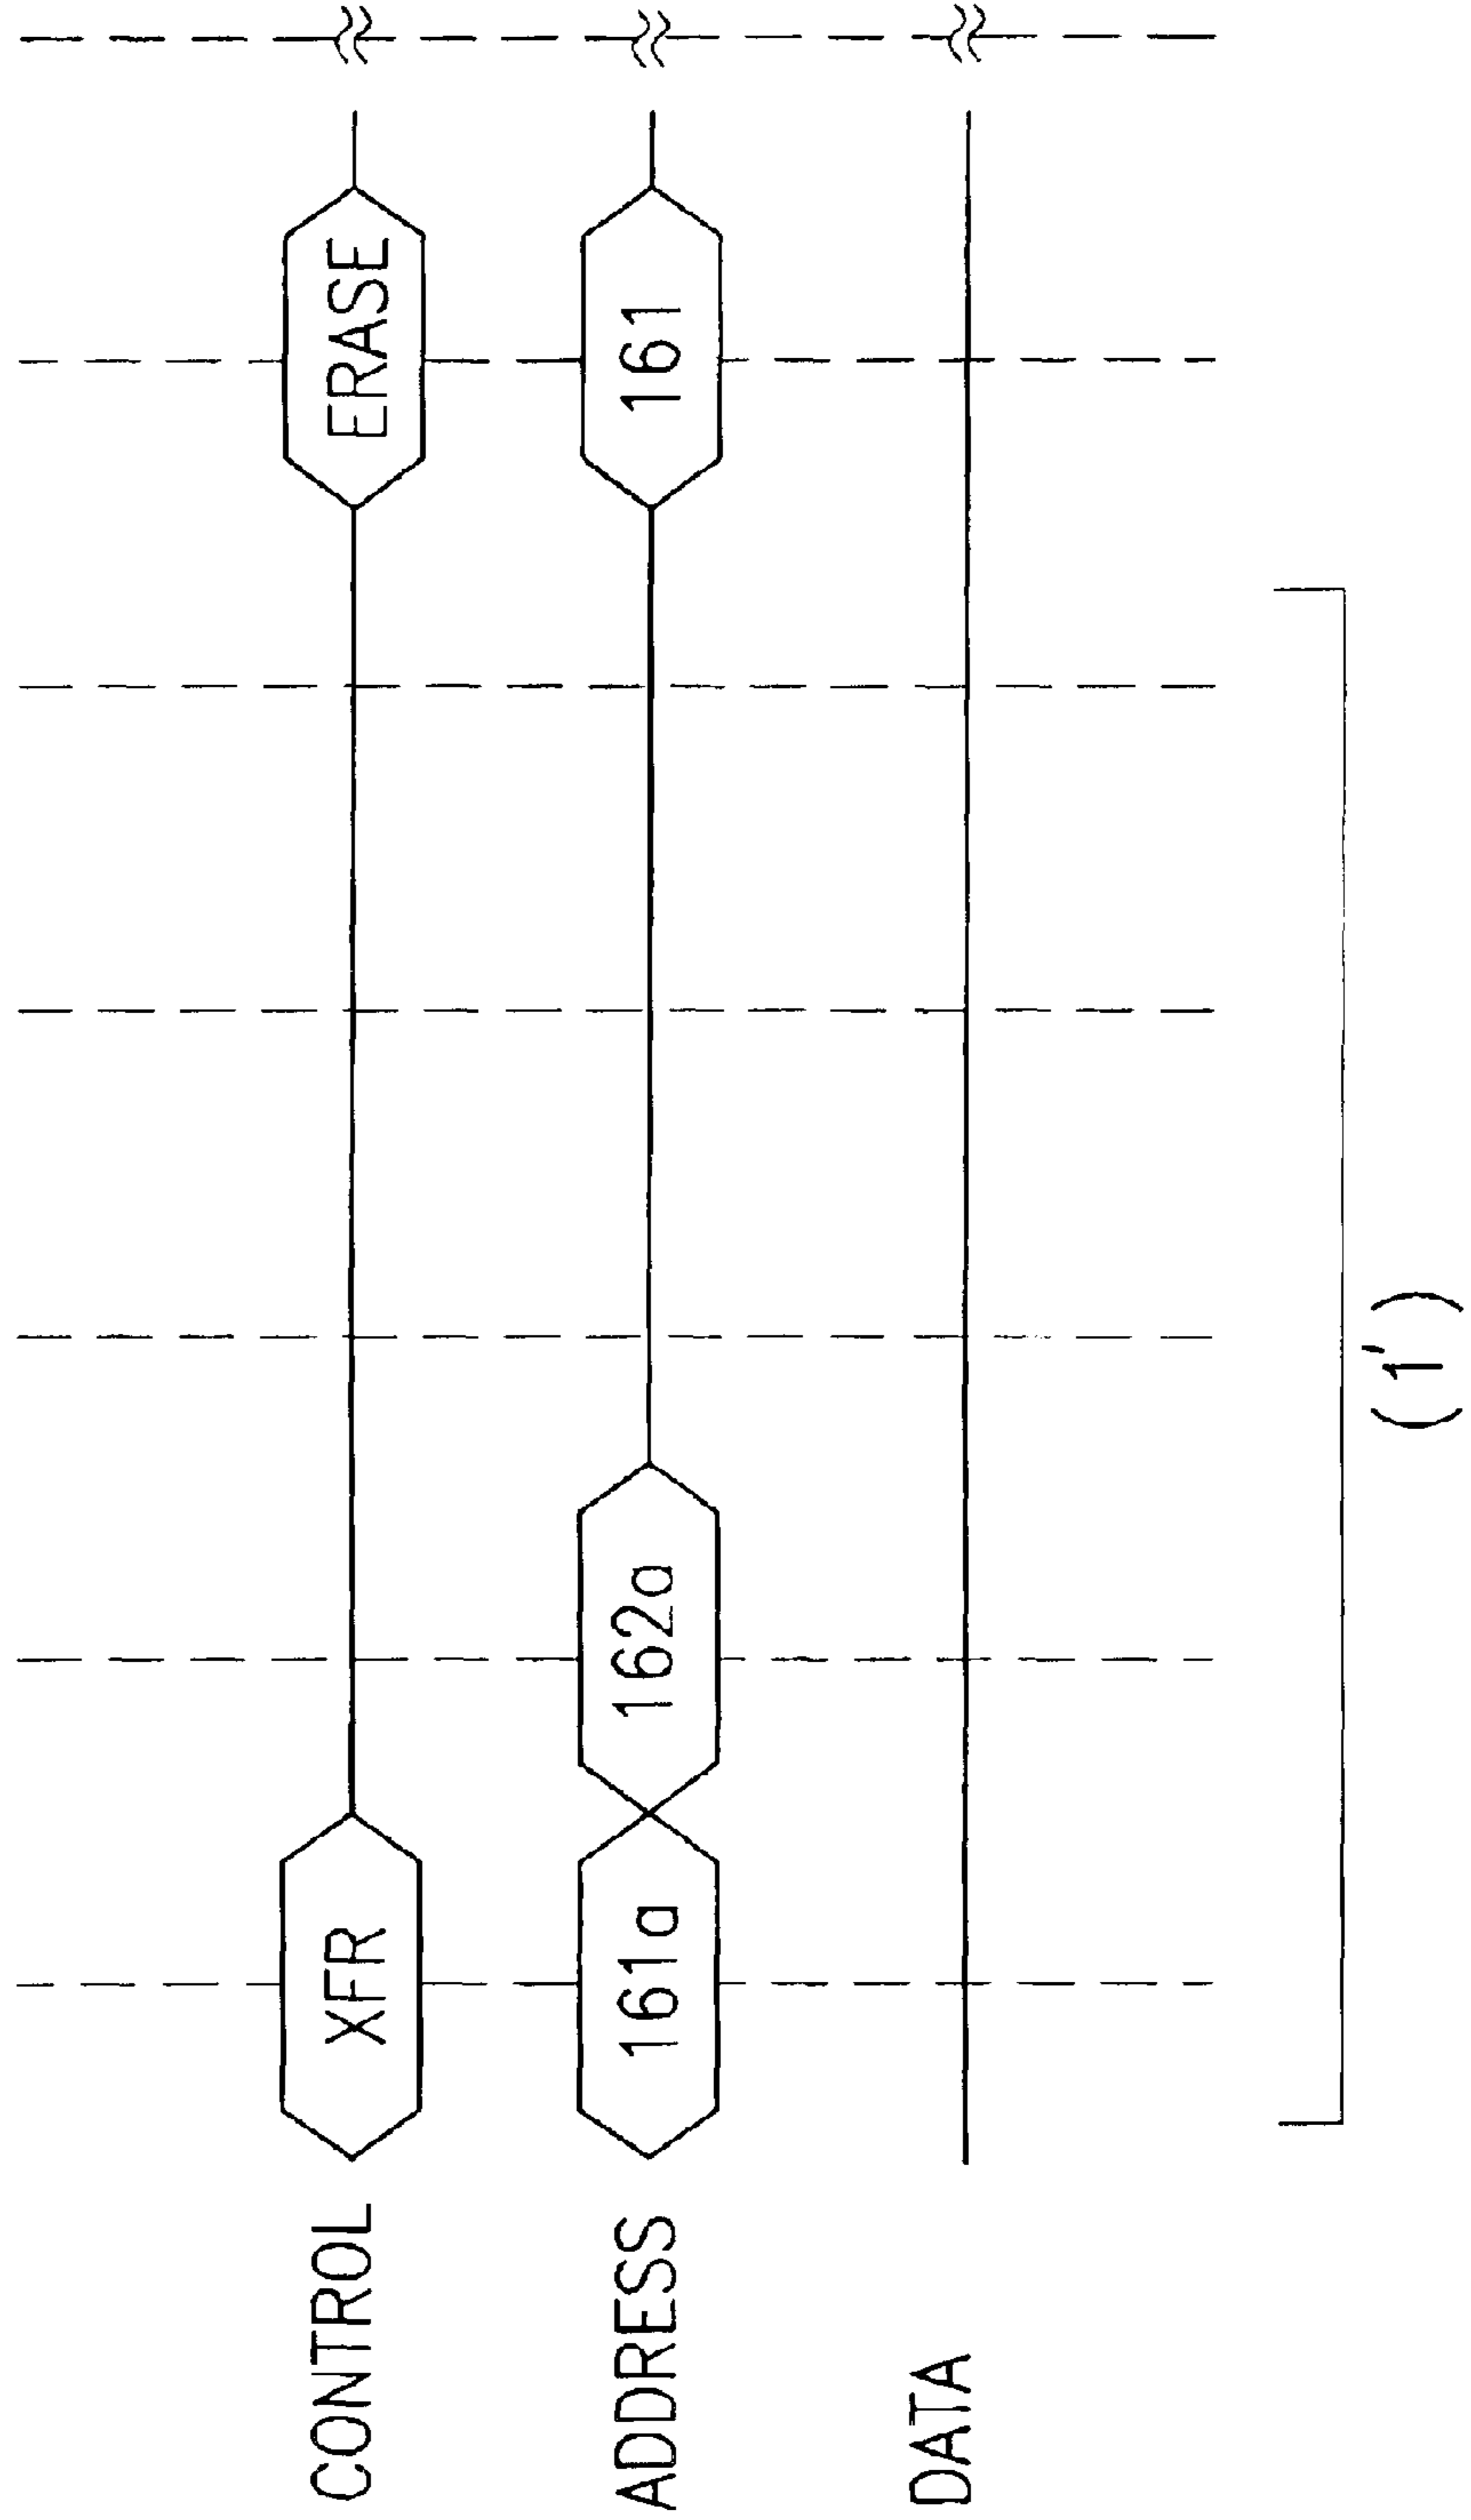 CONTROL XFR ERASE
ADDRESS 161a 162a 161
DATA
(1')